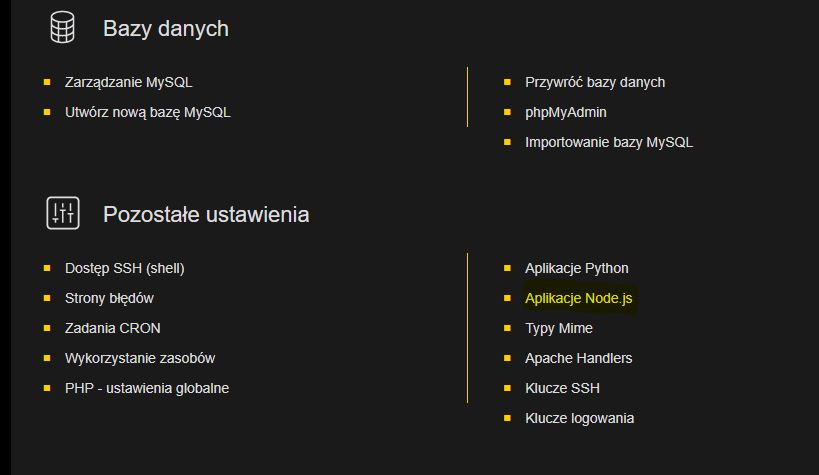 Bazy danych
Zarządzanie MySQL
Utwórz nową bazę MySQL
Przywróć bazy danych
phpMyAdmin
Importowanie bazy MySQL
Pozostałe ustawienia
Dostęp SSH (shell)
Strony błędów
Zadania CRON
Wykorzystanie zasobów
PHP - ustawienia globalne
Aplikacje Python
Aplikacje Node.js
Typy Mime
Apache Handlers
Klucze SSH
Klucze logowania